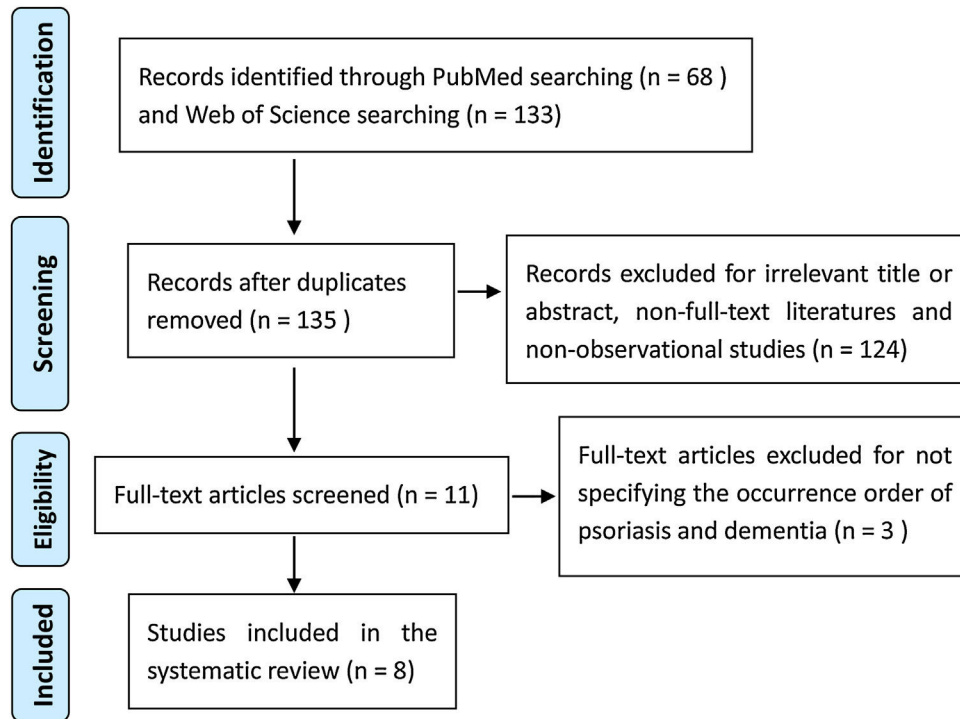 Identification
Records identified through PubMed searching (n = 68 )
and Web of Science searching (n = 133)
Screening
Records after duplicates
removed (n = 135 )
Records excluded for irrelevant title or
abstract, non-full-text literatures and
non-observational studies (n = 124)
Eligibility
Full-text articles screened (n = 11)
Full-text articles excluded for not
specifying the occurrence order of
psoriasis and dementia (n = 3 )
Included
Studies included in the
systematic review (n = 8)